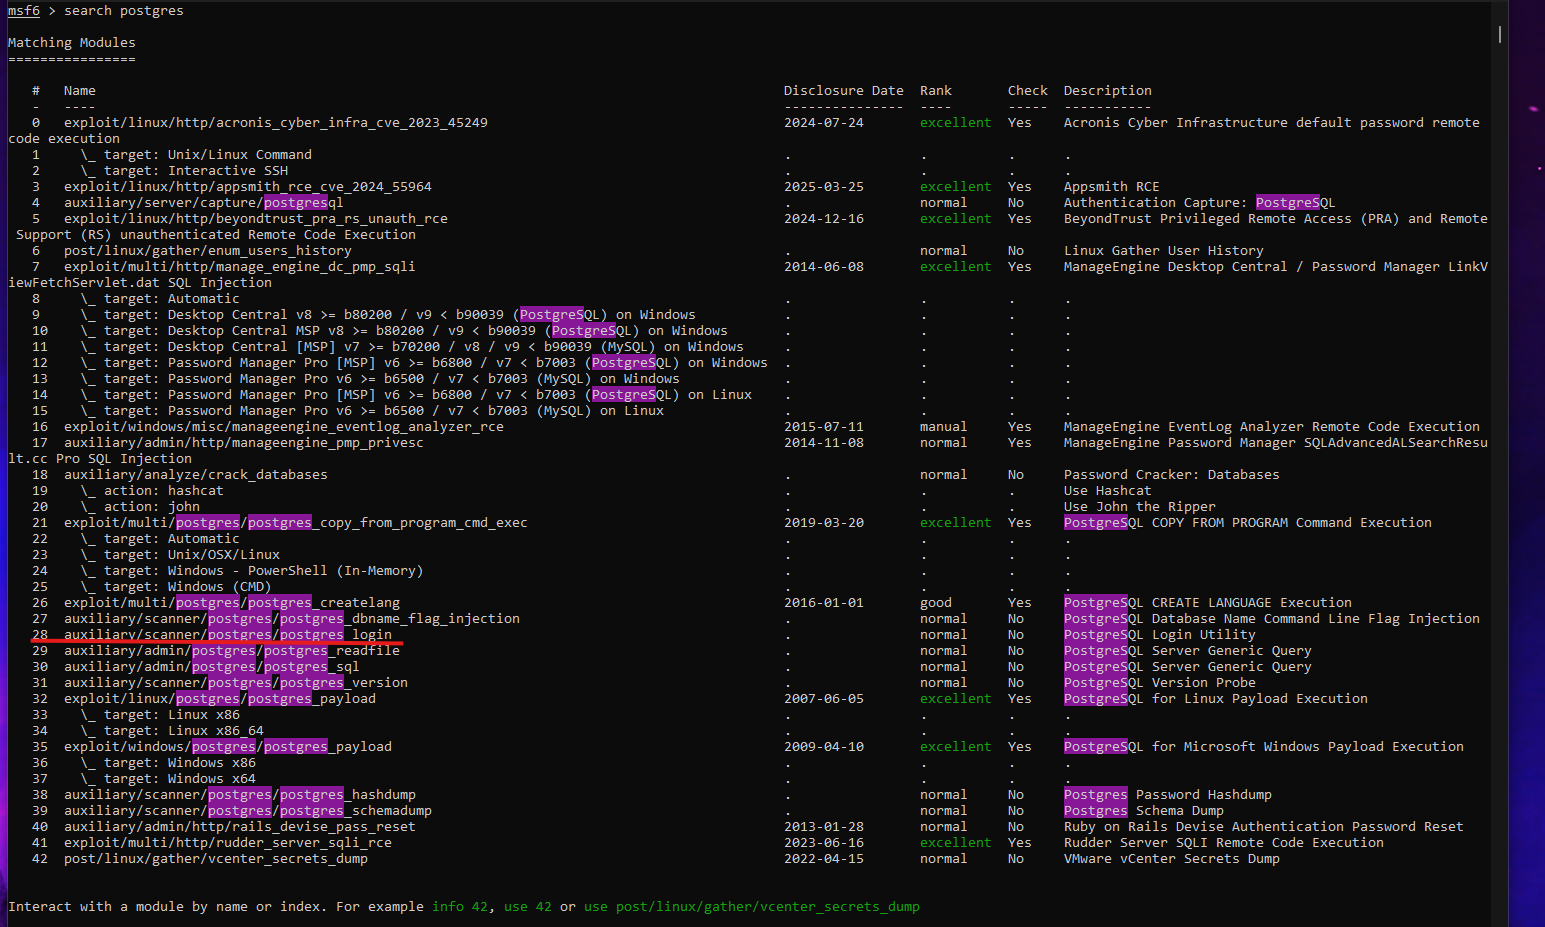 msf6 > search postgres
Matching Modules
================
#   Name   Disclosure Date   Rank   Check   Description
-   ----   ---------------   ----   -----   -----------
0   exploit/linux/http/acronis_cyber_infra_cve_2023_45249   2024-07-24   excellent   Yes   Acronis Cyber Infrastructure default password remote
code execution
1     \_ target: Unix/Linux Command   .   .   .   .
2     \_ target: Interactive SSH   .   .   .   .
3   exploit/linux/http/appsmith_rce_cve_2024_55964   2025-03-25   excellent   Yes   Appsmith RCE
4   auxiliary/server/capture/postgresql   .   normal   No   Authentication Capture: PostgreSQL
5   exploit/linux/http/beyondtrust_pra_rs_unauth_rce   2024-12-16   excellent   Yes   BeyondTrust Privileged Remote Access (PRA) and Remote
Support (RS) unauthenticated Remote Code Execution
6   post/linux/gather/enum_users_history   .   normal   No   Linux Gather User History
7   exploit/multi/http/manage_engine_dc_pmp_sqli   2014-06-08   excellent   Yes   ManageEngine Desktop Central / Password Manager LinkV
iewFetchServlet.dat SQL Injection
8     \_ target: Automatic   .   .   .   .
9     \_ target: Desktop Central v8 >= b80200 / v9 < b90039 (PostgreSQL) on Windows   .   .   .   .
10     \_ target: Desktop Central MSP v8 >= b80200 / v9 < b90039 (PostgreSQL) on Windows   .   .   .   .
11     \_ target: Desktop Central [MSP] v7 >= b70200 / v8 / v9 < b90039 (MySQL) on Windows   .   .   .   .
12     \_ target: Password Manager Pro [MSP] v6 >= b6800 / v7 < b7003 (PostgreSQL) on Windows   .   .   .   .
13     \_ target: Password Manager Pro v6 >= b6500 / v7 < b7003 (MySQL) on Windows   .   .   .   .
14     \_ target: Password Manager Pro [MSP] v6 >= b6800 / v7 < b7003 (PostgreSQL) on Linux   .   .   .   .
15     \_ target: Password Manager Pro v6 >= b6500 / v7 < b7003 (MySQL) on Linux   .   .   .   .
16   exploit/windows/misc/manageengine_eventlog_analyzer_rce   2015-07-11   manual   Yes   ManageEngine EventLog Analyzer Remote Code Execution
17   auxiliary/admin/http/manageengine_pmp_privesc   2014-11-08   normal   Yes   ManageEngine Password Manager SQLAdvancedALSearchResu
lt.cc Pro SQL Injection
18   auxiliary/analyze/crack_databases   .   normal   No   Password Cracker: Databases
19     \_ action: hashcat   .   .   .   Use Hashcat
20     \_ action: john   .   .   .   Use John the Ripper
21   exploit/multi/postgres/postgres_copy_from_program_cmd_exec   2019-03-20   excellent   Yes   PostgreSQL COPY FROM PROGRAM Command Execution
22     \_ target: Automatic   .   .   .   .
23     \_ target: Unix/OSX/Linux   .   .   .   .
24     \_ target: Windows - PowerShell (In-Memory)   .   .   .   .
25     \_ target: Windows (CMD)   .   .   .   .
26   exploit/multi/postgres/postgres_createlang   2016-01-01   good   Yes   PostgreSQL CREATE LANGUAGE Execution
27   auxiliary/scanner/postgres/postgres_dbname_flag_injection   .   normal   No   PostgreSQL Database Name Command Line Flag Injection
28   auxiliary/scanner/postgres/postgres_login   .   normal   No   PostgreSQL Login Utility
29   auxiliary/admin/postgres/postgres_readfile   .   normal   No   PostgreSQL Server Generic Query
30   auxiliary/admin/postgres/postgres_sql   .   normal   No   PostgreSQL Server Generic Query
31   auxiliary/scanner/postgres/postgres_version   .   normal   No   PostgreSQL Version Probe
32   exploit/linux/postgres/postgres_payload   2007-06-05   excellent   Yes   PostgreSQL for Linux Payload Execution
33     \_ target: Linux x86   .   .   .   .
34     \_ target: Linux x86_64   .   .   .   .
35   exploit/windows/postgres/postgres_payload   2009-04-10   excellent   Yes   PostgreSQL for Microsoft Windows Payload Execution
36     \_ target: Windows x86   .   .   .   .
37     \_ target: Windows x64   .   .   .   .
38   auxiliary/scanner/postgres/postgres_hashdump   .   normal   No   Postgres Password Hashdump
39   auxiliary/scanner/postgres/postgres_schemadump   .   normal   No   Postgres Schema Dump
40   auxiliary/admin/http/rails_devise_pass_reset   2013-01-28   normal   No   Ruby on Rails Devise Authentication Password Reset
41   exploit/multi/http/rudder_server_sqli_rce   2023-06-16   excellent   Yes   Rudder Server SQLI Remote Code Execution
42   post/linux/gather/vcenter_secrets_dump   2022-04-15   normal   No   VMware vCenter Secrets Dump
Interact with a module by name or index. For example info 42, use 42 or use post/linux/gather/vcenter_secrets_dump